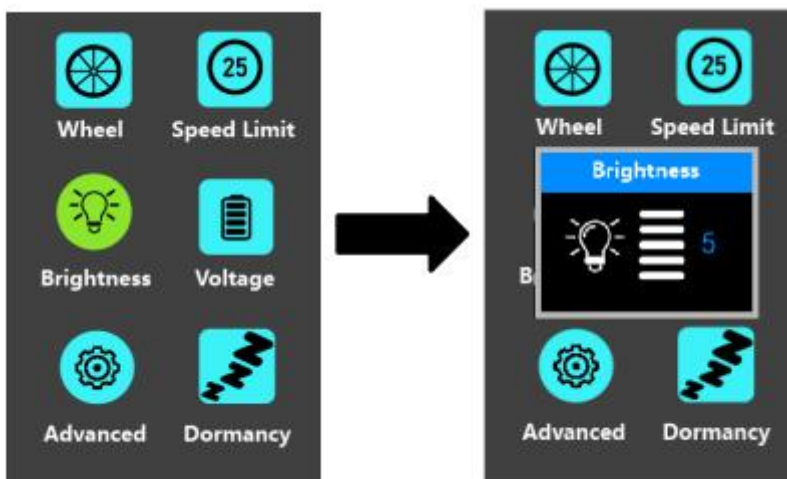 25
Wheel Speed Limit
Brightness Voltage
Advanced Dormancy
25
Wheel Speed Limit
Brightness
5
B
Advanced Dormancy